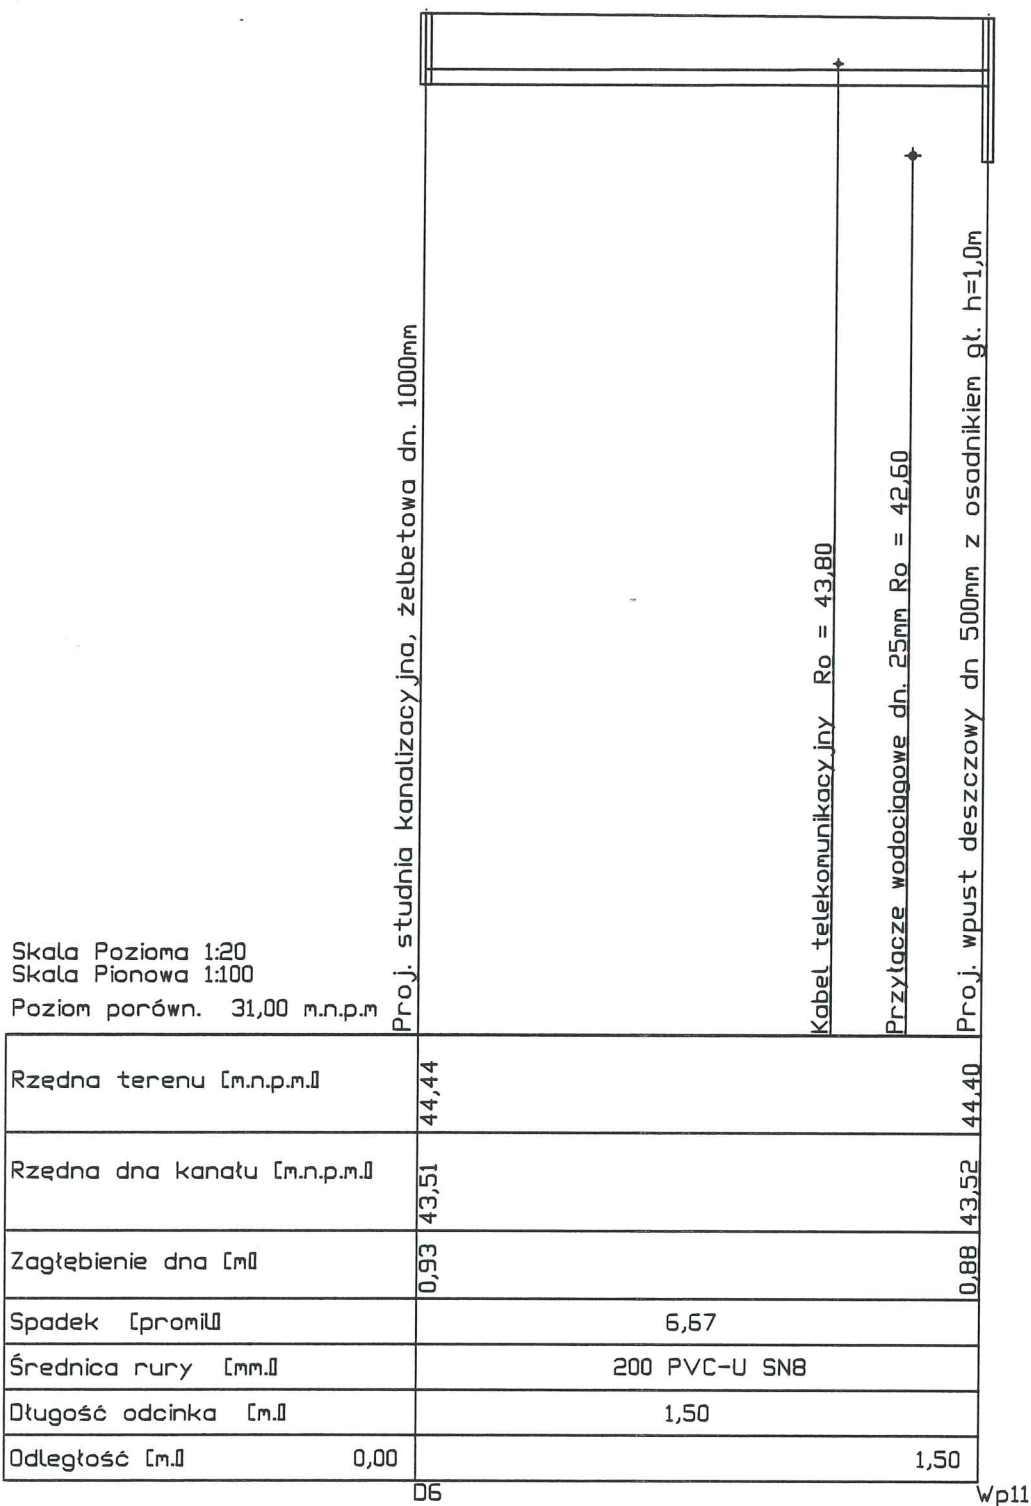 Proj. studnia kanalizacyjna, żelbetowa dn. 1000mm
Kabel telekomunikacyjny Ro = 43,80
Przyłącze wodociągowe dn. 25mm Ro = 42,60
Proj. wpust deszczowy dn 500mm z osadnikiem gł. h=1,0m
Skala Pozioma 1:20
Skala Pionowa 1:100
Poziom porówn. 31,00 m.n.p.m
Rzędna terenu [m.n.p.m.] 44,44 44,40
Rzędna dna kanału [m.n.p.m.] 43,51 43,52
Zagłębienie dna [m] 0,93 0,88
Spadek [promil] 6,67
Średnica rury [mm.] 200 PVC-U SN8
Długość odcinka [m.] 1,50
Odległość [m.] 0,00 1,50
D6 Wp11